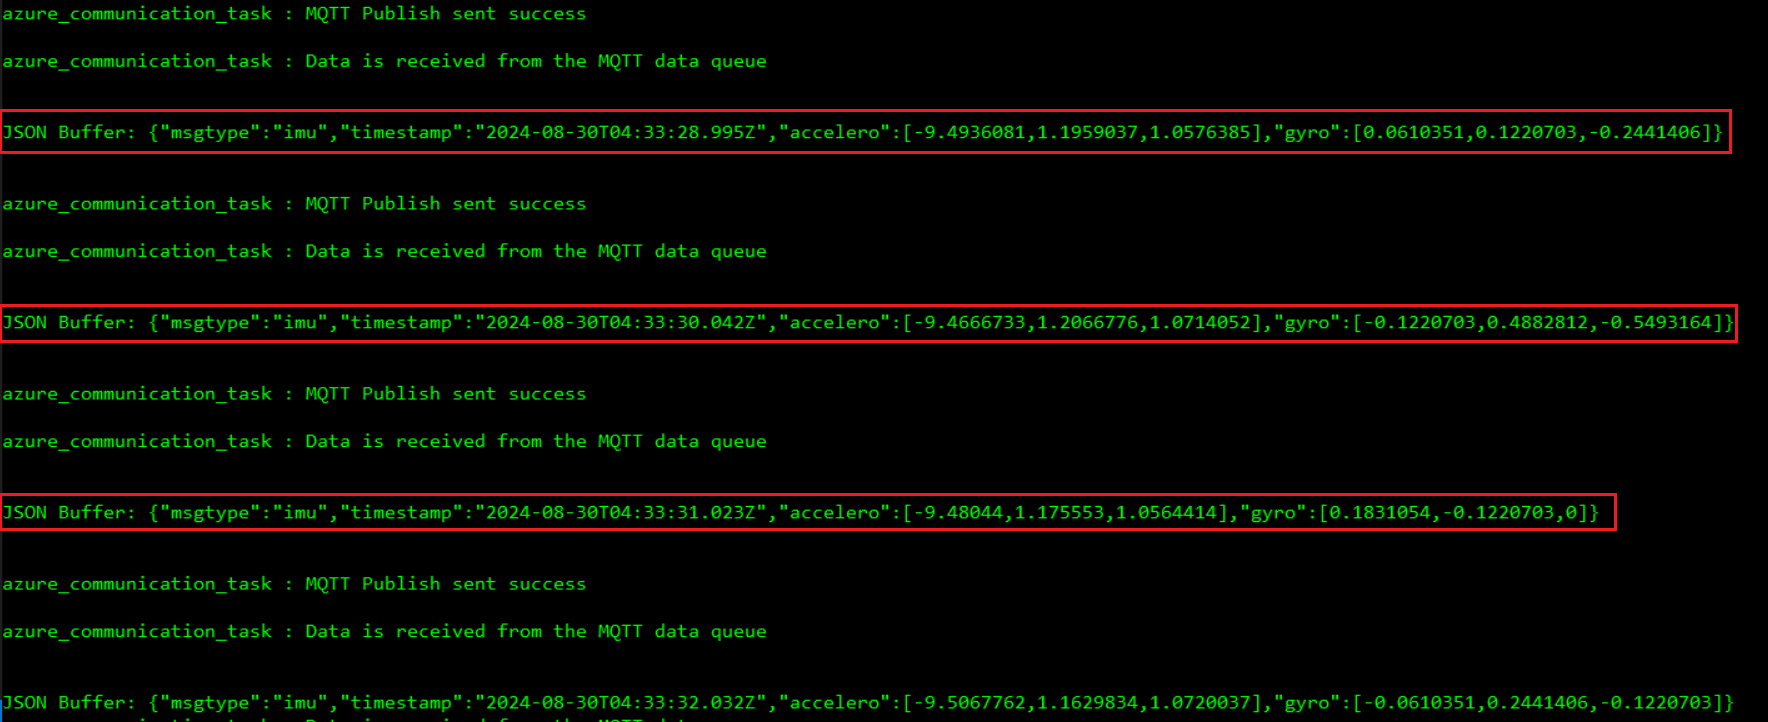 azure_communication_task : MQTT Publish sent success
azure_communication_task : Data is received from the MQTT data queue
JSON Buffer: {"msgtype":"imu","timestamp":"2024-08-30T04:33:28.995Z","accelero":[-9.4936081,1.1959037,1.0576385],"gyro":[0.0610351,0.1220703,-0.2441406]}
azure_communication_task : MQTT Publish sent success
azure_communication_task : Data is received from the MQTT data queue
JSON Buffer: {"msgtype":"imu","timestamp":"2024-08-30T04:33:30.042Z","accelero":[-9.4666733,1.2066776,1.0714052],"gyro":[-0.1220703,0.4882812,-0.5493164]}
azure_communication_task : MQTT Publish sent success
azure_communication_task : Data is received from the MQTT data queue
JSON Buffer: {"msgtype":"imu","timestamp":"2024-08-30T04:33:31.023Z","accelero":[-9.48044,1.175553,1.0564414],"gyro":[0.1831054,-0.1220703,0]}
azure_communication_task : MQTT Publish sent success
azure_communication_task : Data is received from the MQTT data queue
JSON Buffer: {"msgtype":"imu","timestamp":"2024-08-30T04:33:32.032Z","accelero":[-9.5067762,1.1629834,1.0720037],"gyro":[-0.0610351,0.2441406,-0.1220703]}